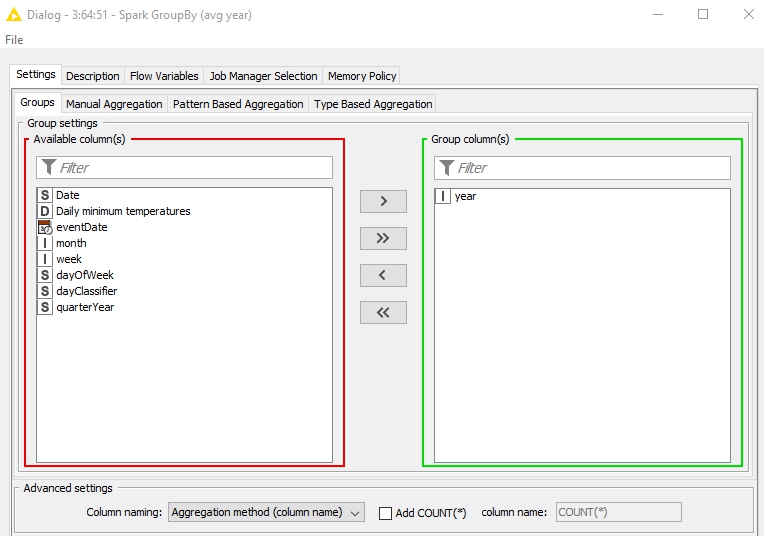 Dialog - 3:64:51 - Spark GroupBy (avg year)
File
Settings Description Flow Variables Job Manager Selection Memory Policy
Groups Manual Aggregation Pattern Based Aggregation Type Based Aggregation
Group settings
Available column(s)
Filter
S Date
D Daily minimum temperatures
eventDate
I month
I week
S dayOfWeek
S dayClassifier
S quarterYear
>
>>
<
<<
Group column(s)
Filter
I year
Advanced settings
Column naming: Aggregation method (column name) Add COUNT(*) column name: COUNT(*)